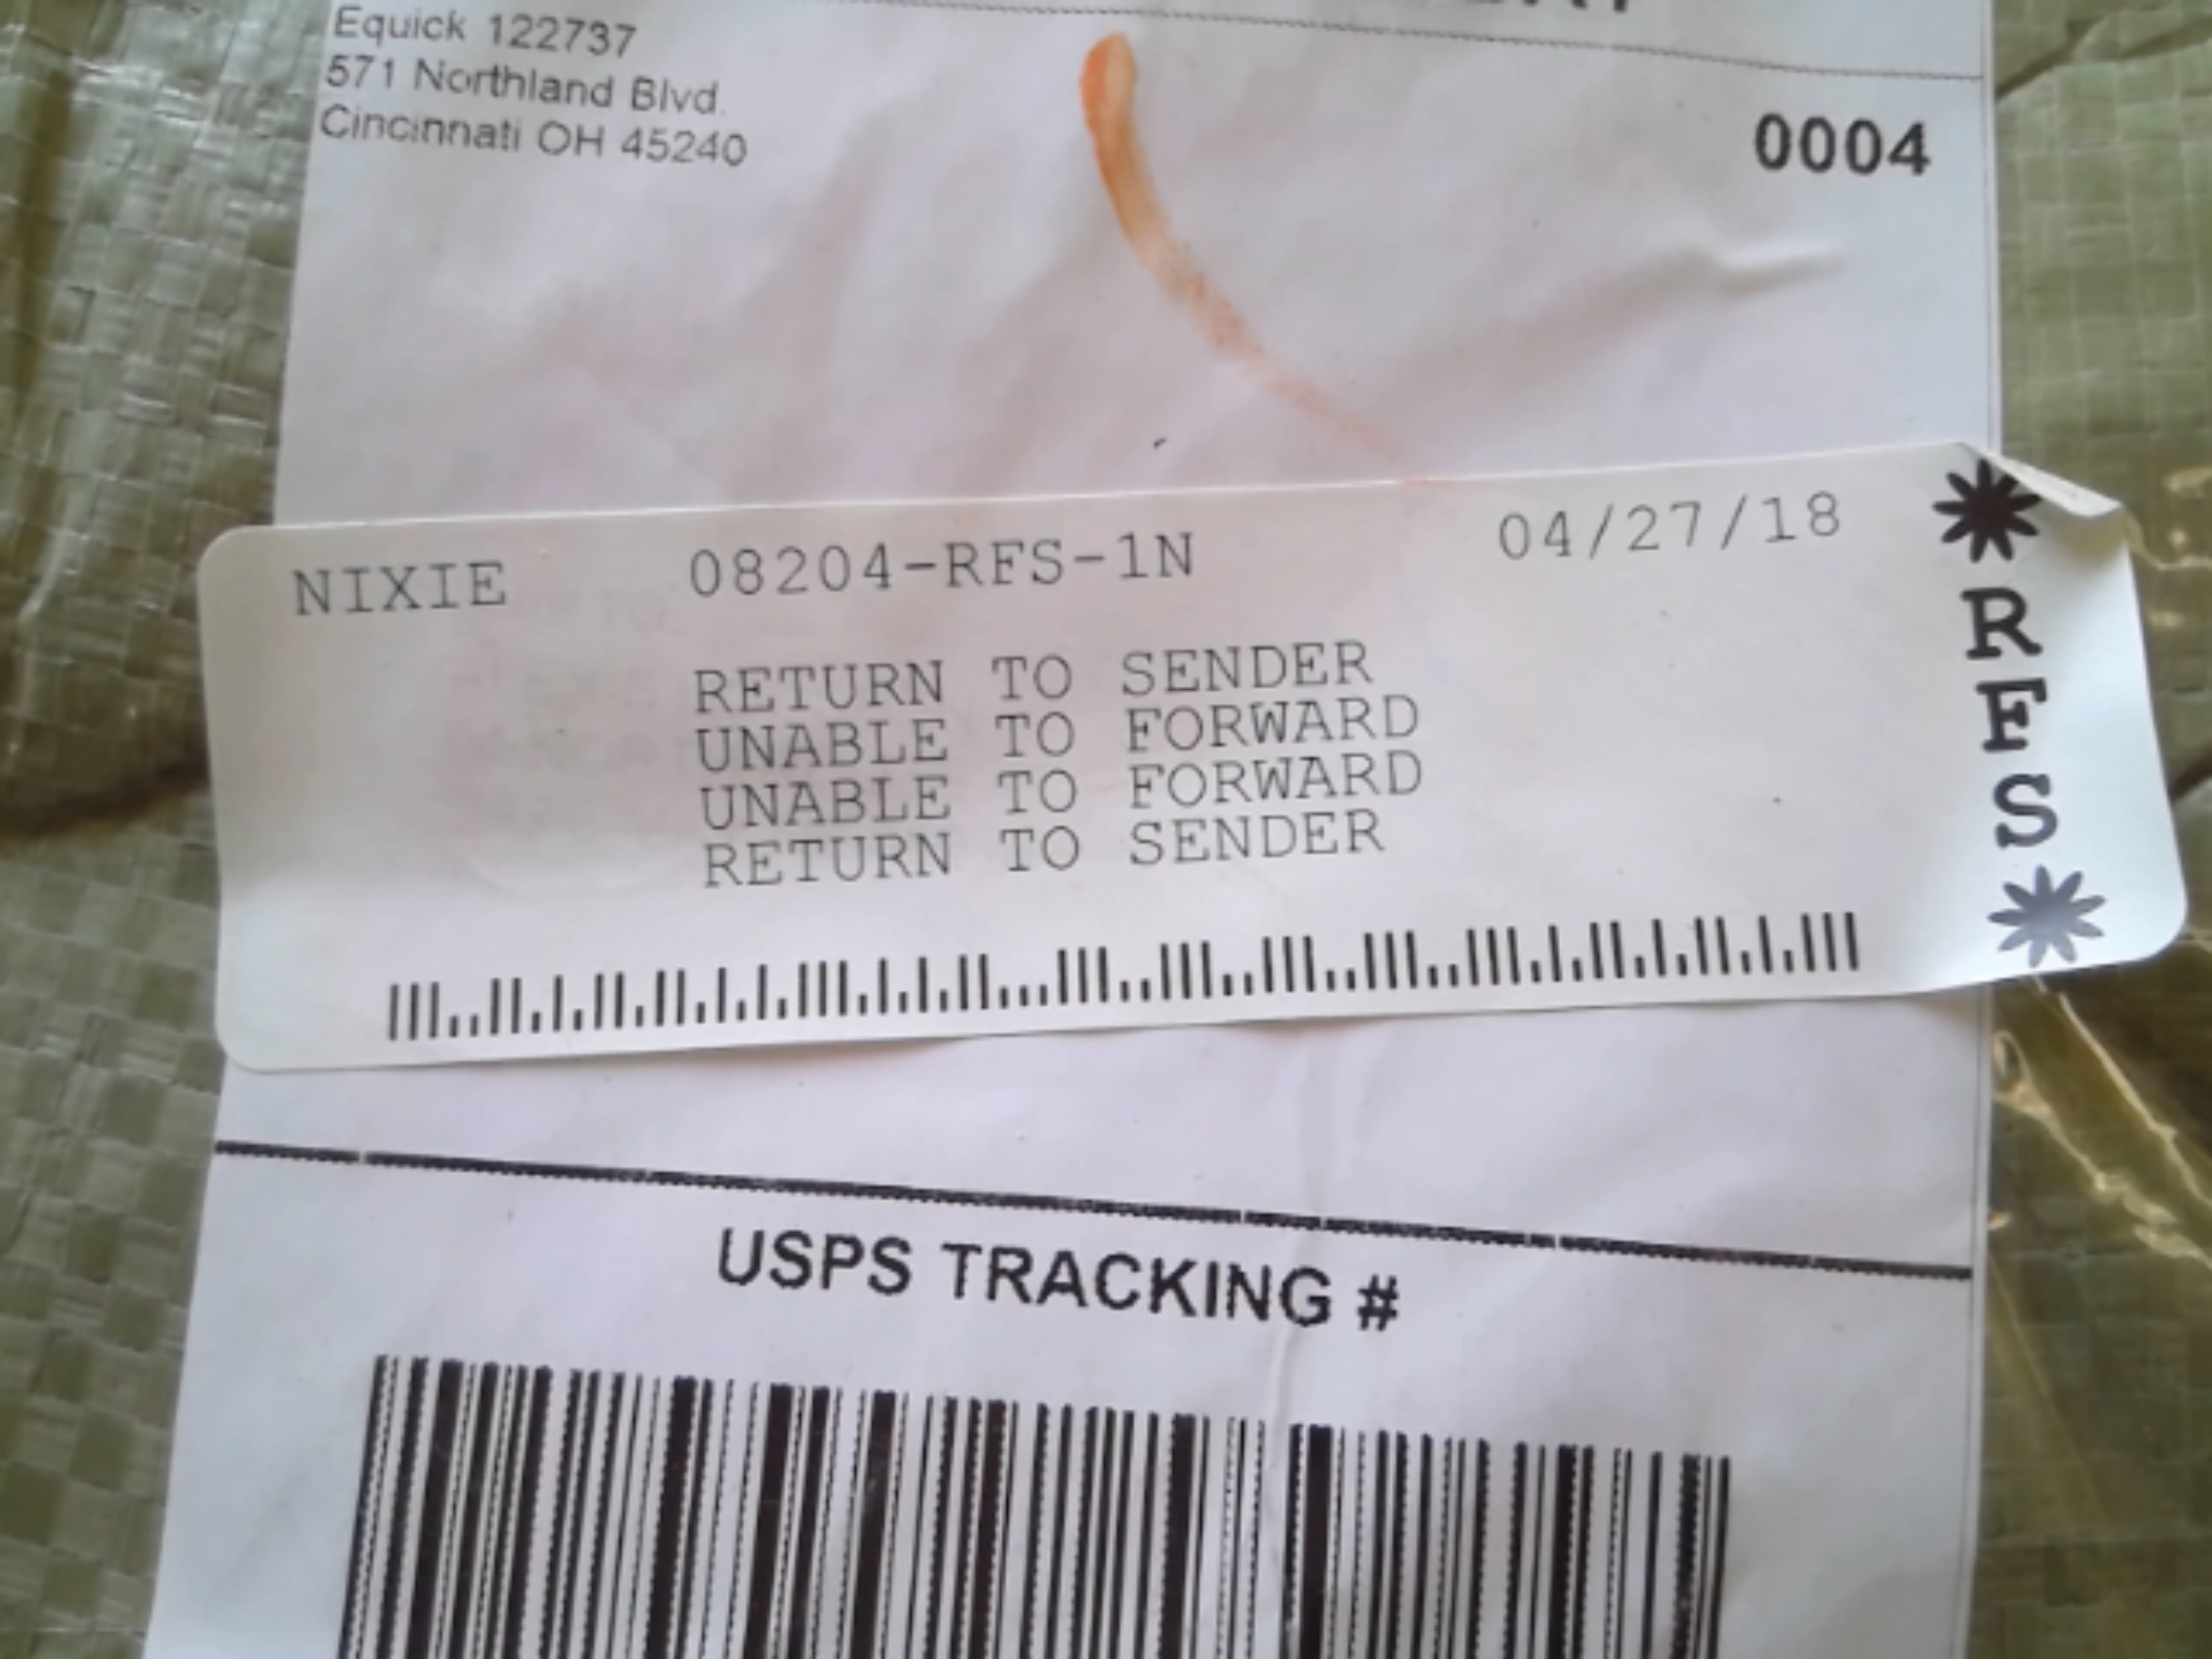 Equick 122737
571 Northland Blvd.
Cincinnati OH 45240
0004
NIXIE 08204-RFS-1N 04/27/18
RETURN TO SENDER
UNABLE TO FORWARD
UNABLE TO FORWARD
RETURN TO SENDER
*RFS*
USPS TRACKING #